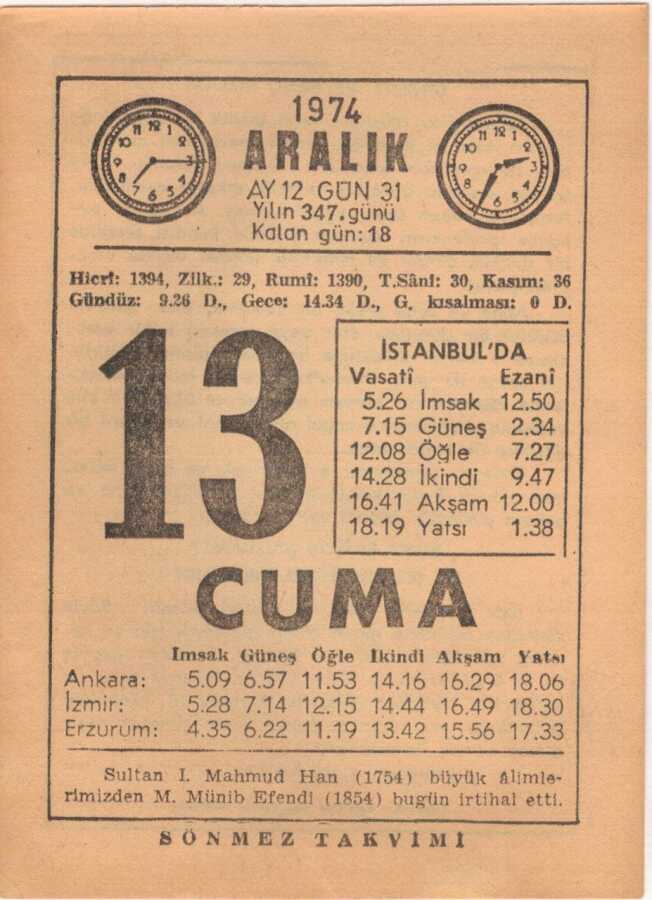 1974
ARALIK
AY 12 GÜN 31
Yılın 347.günü
Kalan gün:18
Hicrî: 1394, Zilk.: 29, Rumî: 1390, T.Sâni: 30, Kasım: 36
Gündüz: 9.26 D., Gece: 14.34 D., G. kısalması: 0 D.
13
İSTANBUL'DA
Vasatî Ezanî
5.26 İmsak 12.50
7.15 Güneş 2.34
12.08 Öğle 7.27
14.28 İkindi 9.47
16.41 Akşam 12.00
18.19 Yatsı 1.38
CUMA
İmsak Güneş Öğle İkindi Akşam Yatsı
Ankara: 5.09 6.57 11.53 14.16 16.29 18.06
İzmir: 5.28 7.14 12.15 14.44 16.49 18.30
Erzurum: 4.35 6.22 11.19 13.42 15.56 17.33
Sultan I. Mahmud Han (1754) büyük âlimle-
rimizden M. Münib Efendi (1854) bugün irtihal etti.
SÖNMEZ TAKVİMİ